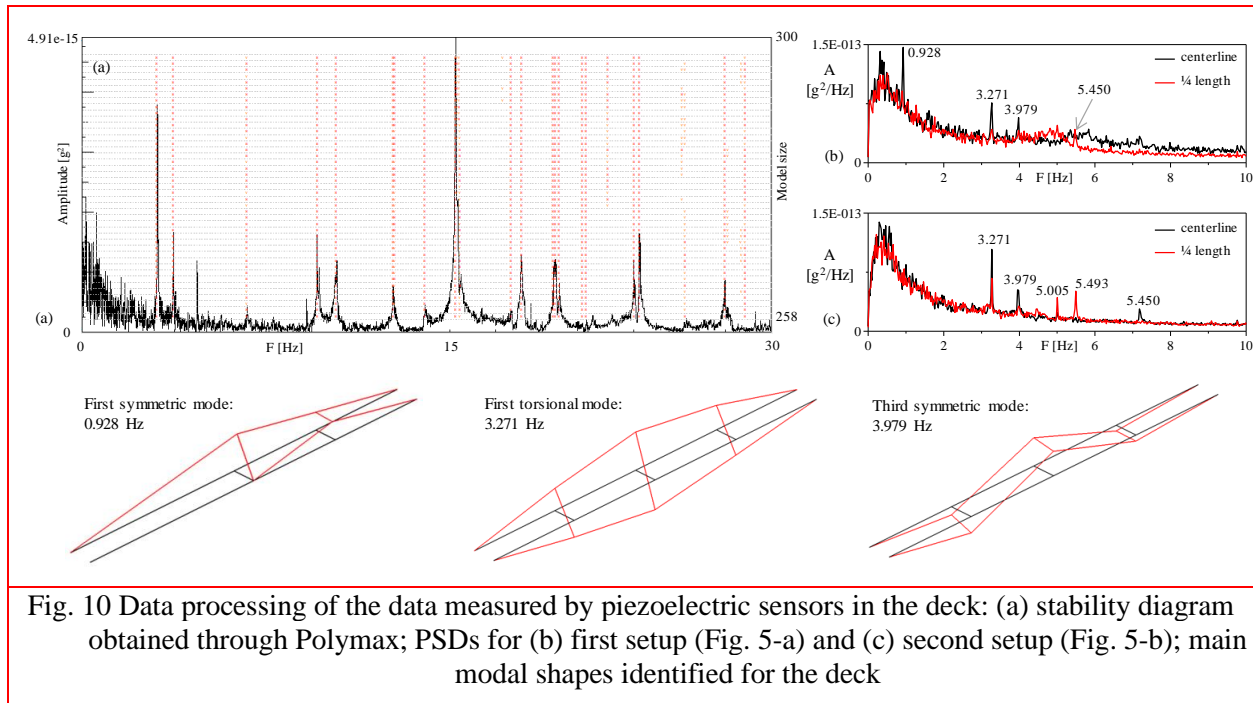 4.91e-15
(a)
Amplitude [g²]
(a)
0
F [Hz]
15
30
300
Model size
258
1.5E-013
A
[g²/Hz]
(b)
0
0
2
4
6
8
10
F [Hz]
0.928
3.271
3.979
5.450
centerline
¼ length
1.5E-013
A
[g²/Hz]
(c)
0
0
2
4
6
8
10
F [Hz]
3.271
3.979
5.005
5.493
5.450
centerline
¼ length
First symmetric mode:
0.928 Hz
First torsional mode:
3.271 Hz
Third symmetric mode:
3.979 Hz
Fig. 10 Data processing of the data measured by piezoelectric sensors in the deck: (a) stability diagram
obtained through Polymax; PSDs for (b) first setup (Fig. 5-a) and (c) second setup (Fig. 5-b); main
modal shapes identified for the deck